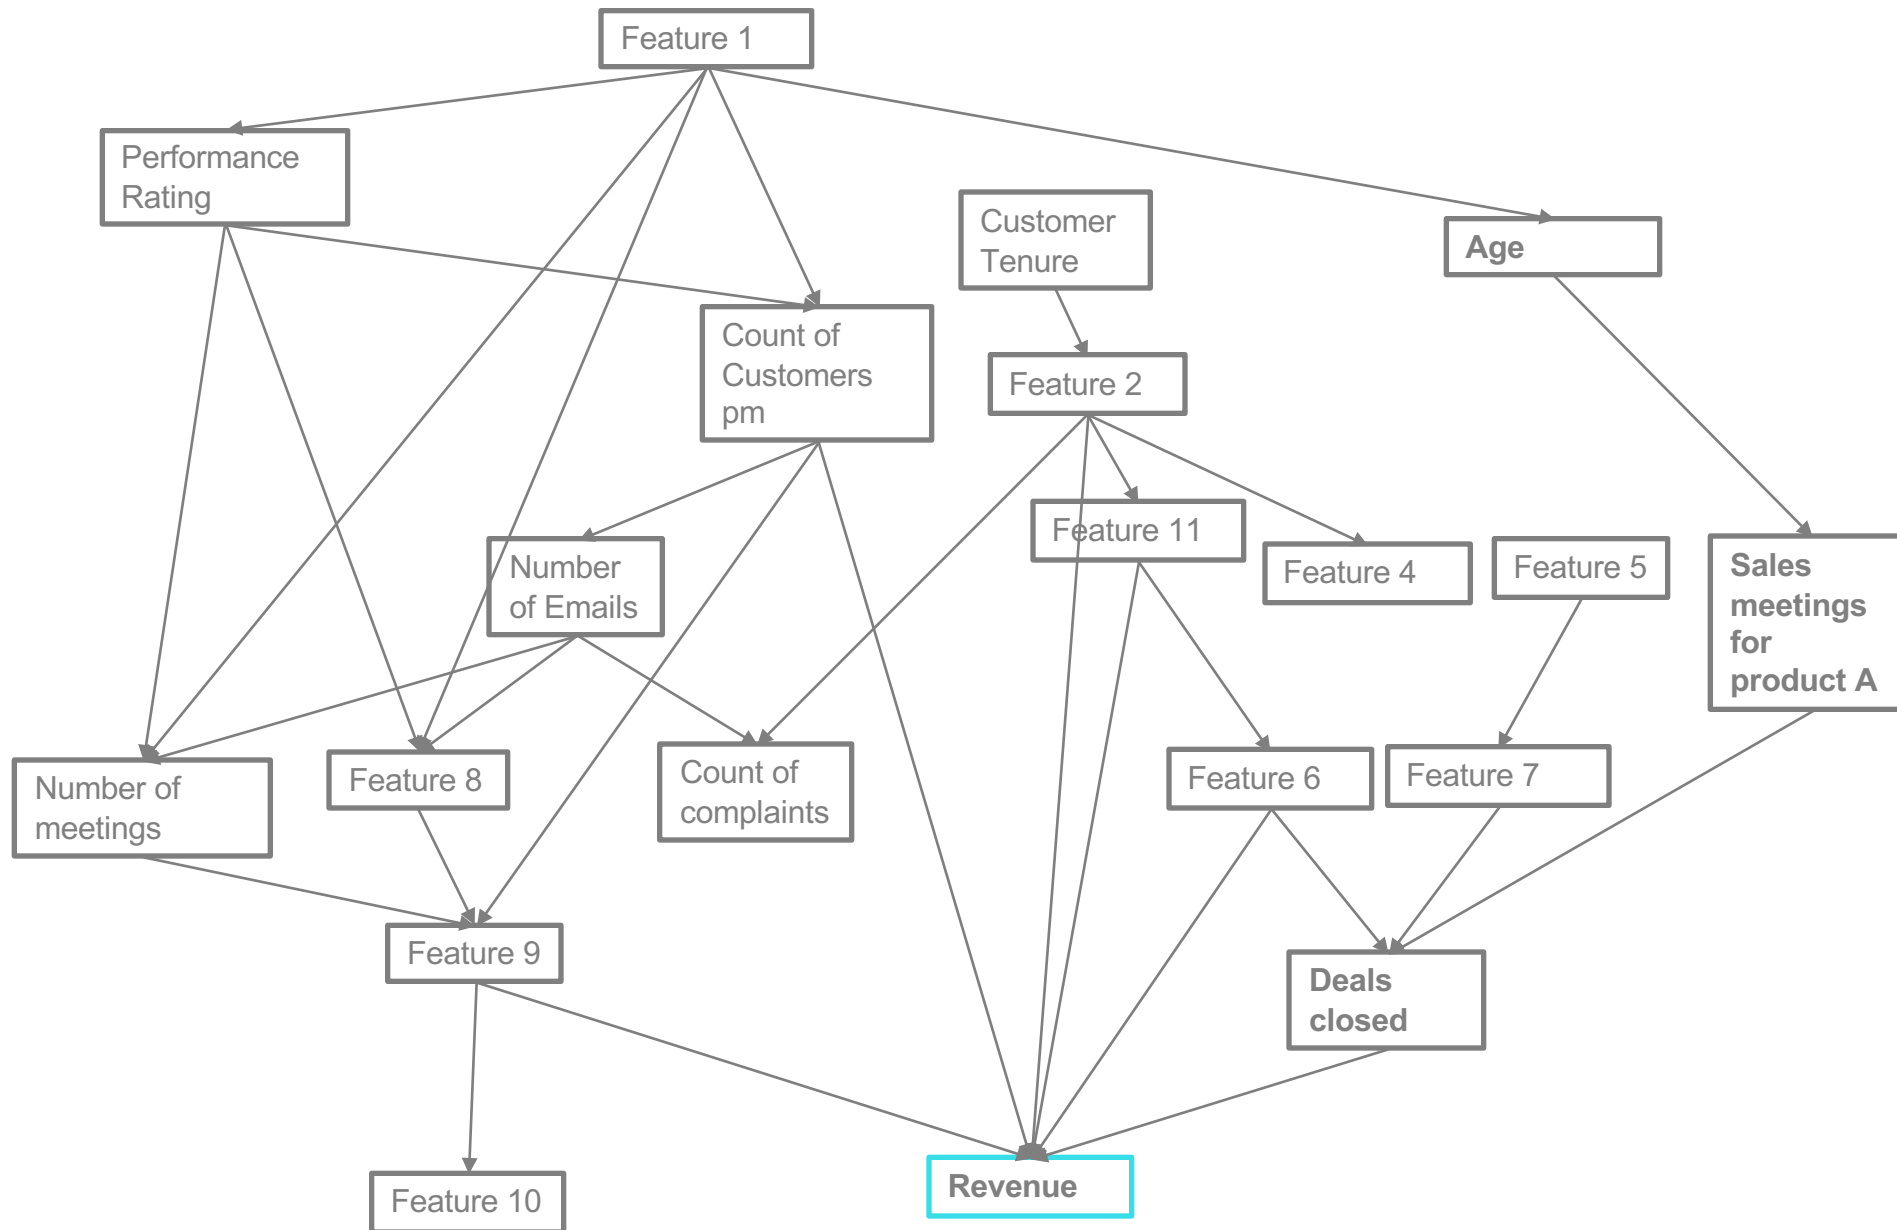 Feature 1
Performance
Rating
Customer
Tenure
Age
Count of
Customers
pm
Feature 2
Feature 11
Feature 4
Feature 5
Number
of Emails
Sales
meetings
for
product A
Number of
meetings
Feature 8
Count of
complaints
Feature 6
Feature 7
Feature 9
Deals
closed
Feature 10
Revenue